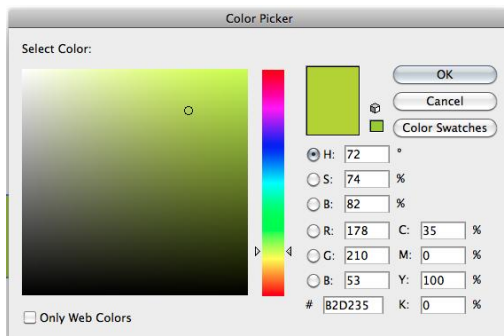 Color Picker
Select Color:
OK
Cancel
Color Swatches
H: 72 °
S: 74 %
B: 82 %
R: 178 C: 35 %
G: 210 M: 0 %
B: 53 Y: 100 %
# B2D235 K: 0 %
Only Web Colors